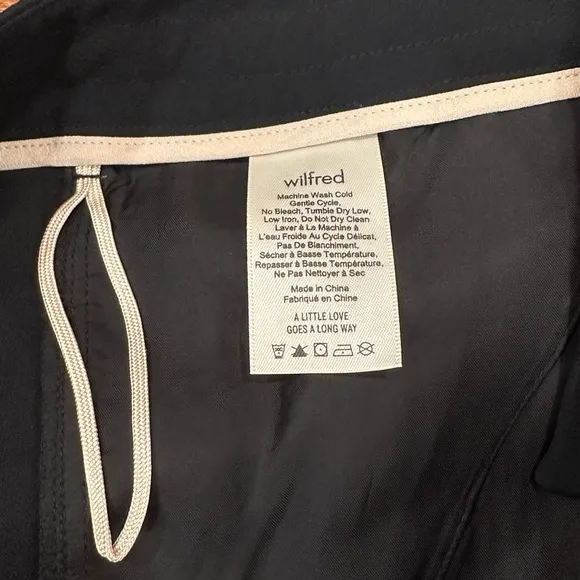 wilfred
Machine Wash Cold
Gentle Cycle,
No Bleach, Tumble Dry Low,
Low Iron, Do Not Dry Clean
Laver à La Machine à
L'eau Froide Au Cycle Délicat,
Pas De Blanchiment,
Sécher à Basse Température,
Repasser à Basse Température,
Ne Pas Nettoyer à Sec
Made in China
Fabriqué en Chine
A LITTLE LOVE
GOES A LONG WAY